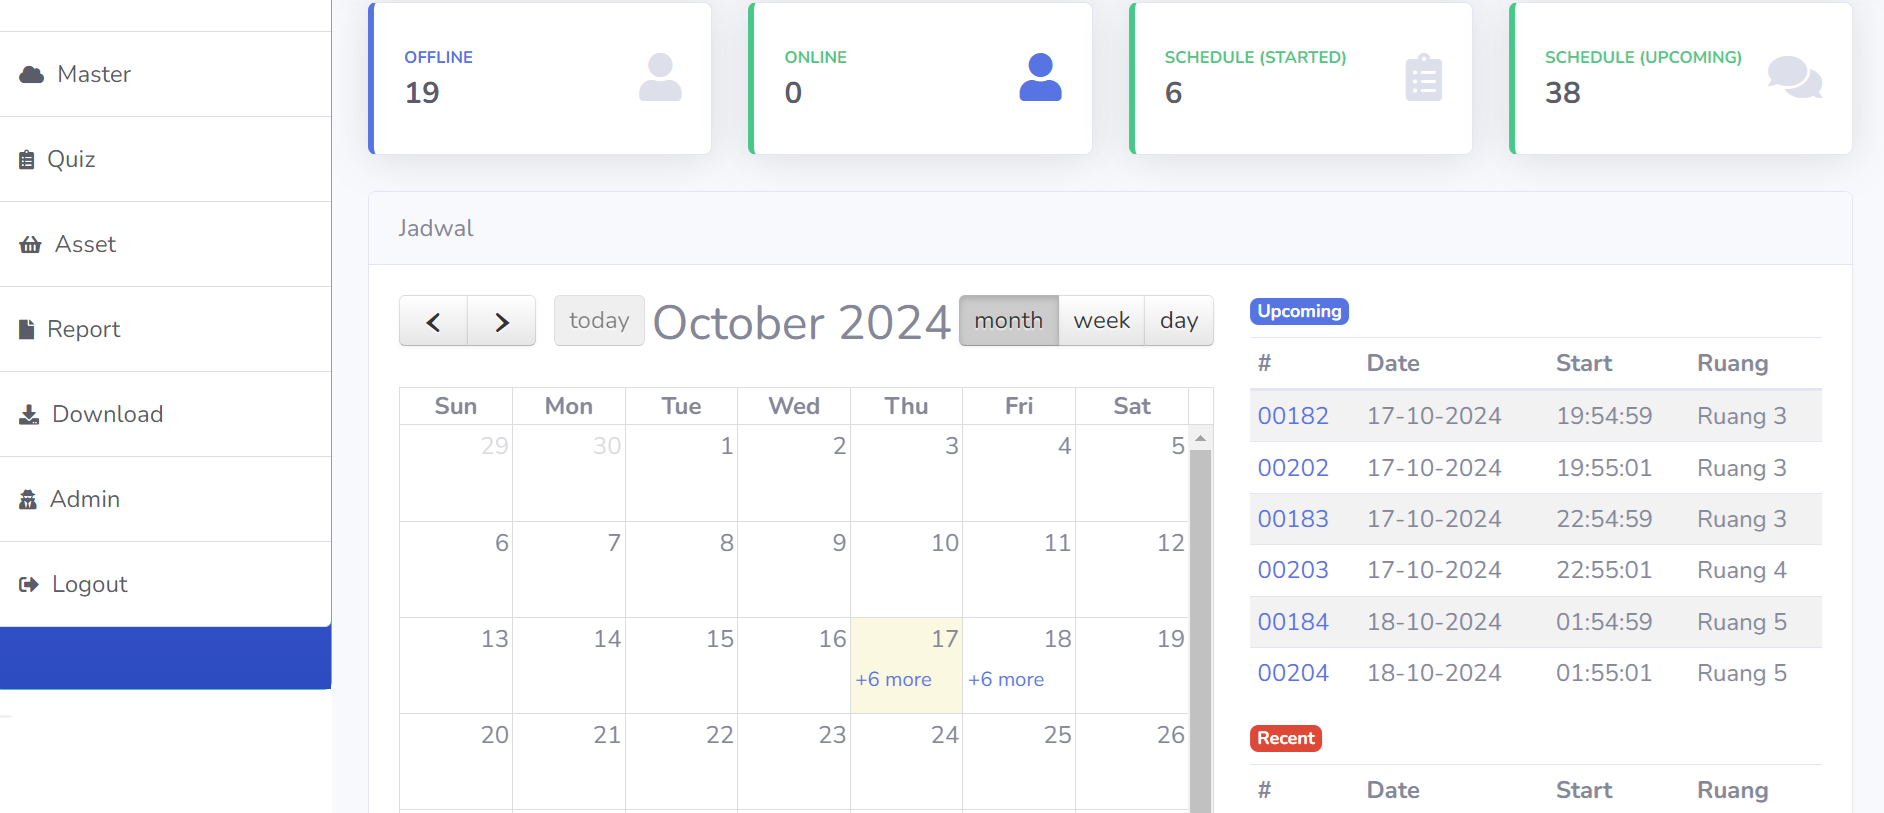 Master
Quiz
Asset
Report
Download
Admin
Logout
OFFLINE
19
ONLINE
0
SCHEDULE (STARTED)
6
SCHEDULE (UPCOMING)
38
Jadwal
today October 2024 month week day
Sun Mon Tue Wed Thu Fri Sat
29 30 1 2 3 4 5
6 7 8 9 10 11 12
13 14 15 16 17 18 19
+6 more +6 more
20 21 22 23 24 25 26
Upcoming
# Date Start Ruang
00182 17-10-2024 19:54:59 Ruang 3
00202 17-10-2024 19:55:01 Ruang 3
00183 17-10-2024 22:54:59 Ruang 3
00203 17-10-2024 22:55:01 Ruang 4
00184 18-10-2024 01:54:59 Ruang 5
00204 18-10-2024 01:55:01 Ruang 5
Recent
# Date Start Ruang